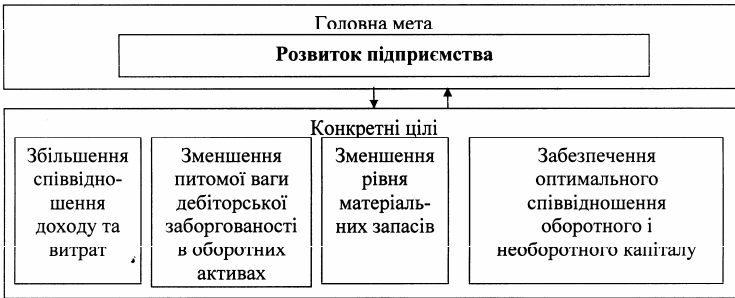 Головна мета
Розвиток підприємства
Конкретні цілі
Збільшення
співвідно-
шення
доходу та
витрат
Зменшення
питомої ваги
дебіторської
заборгованості
в оборотних
активах
Зменшення
рівня
матеріаль-
них запасів
Забезпечення
оптимального
співвідношення
оборотного і
необоротного капіталу